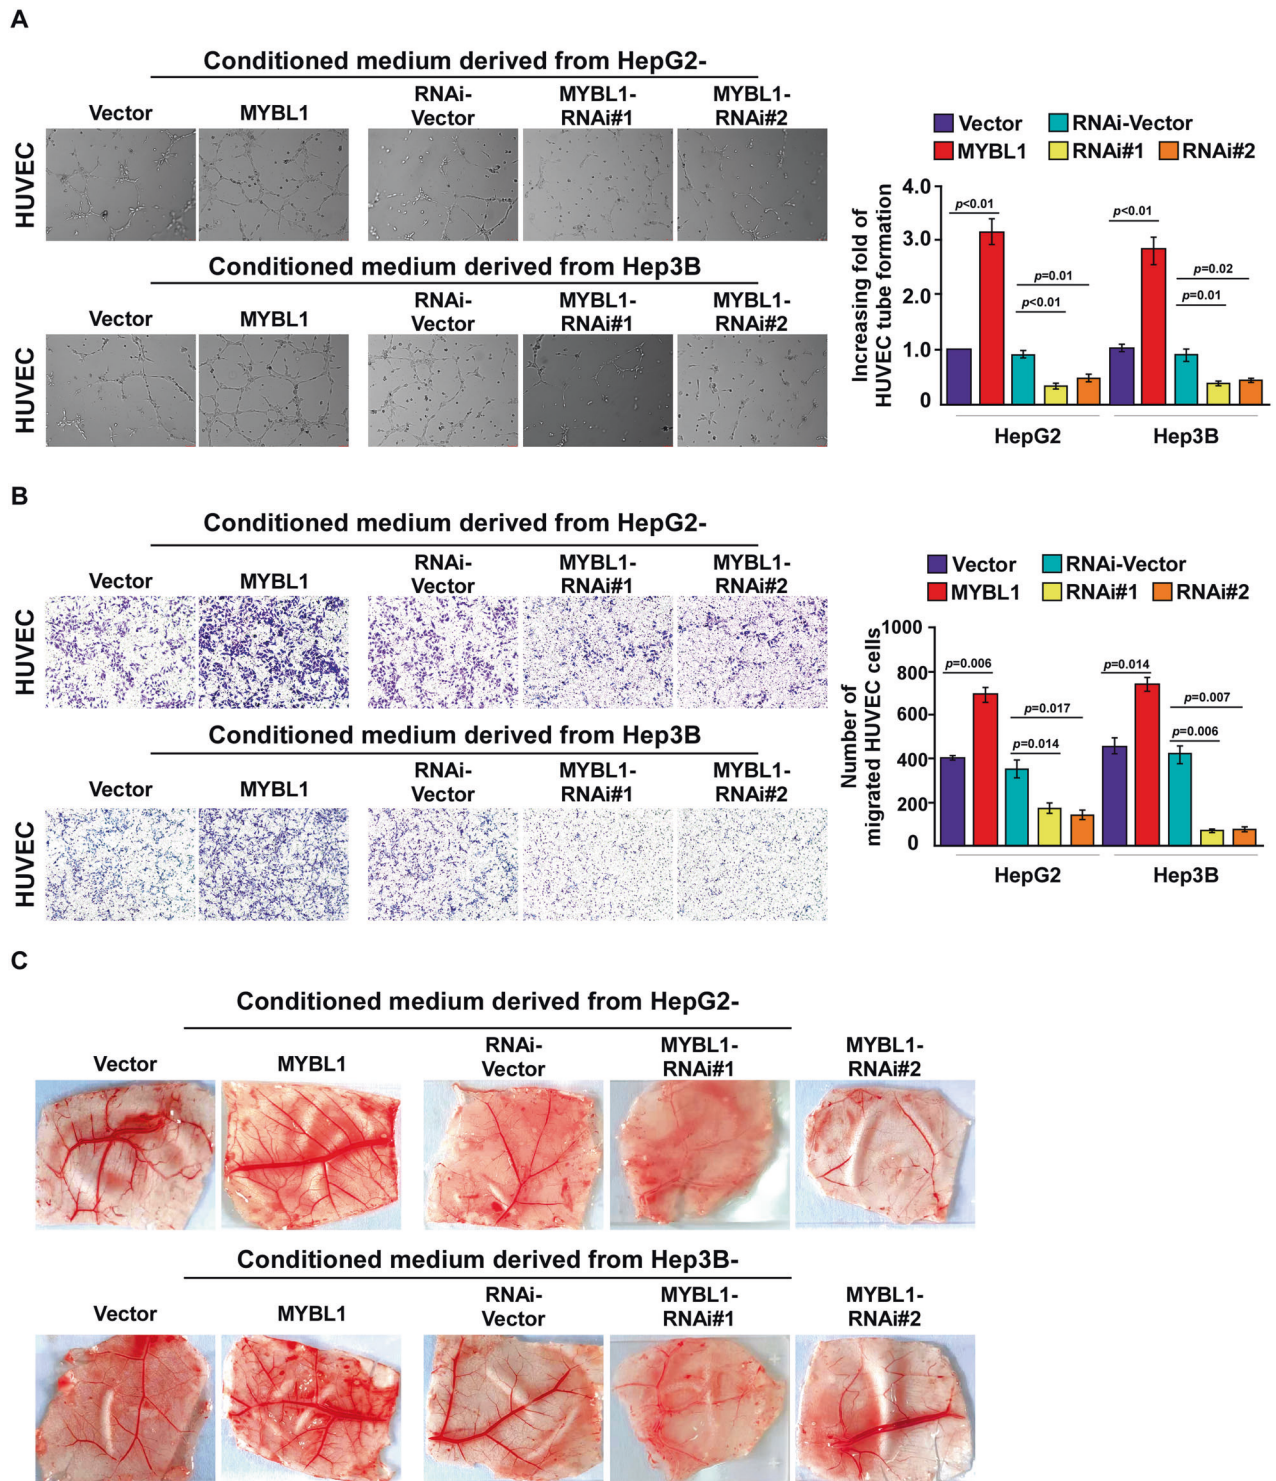 A
Conditioned medium derived from HepG2-
Vector
MYBL1
RNAi-
Vector
MYBL1-
RNAi#1
MYBL1-
RNAi#2
HUVEC
Conditioned medium derived from Hep3B
Vector
MYBL1
RNAi-
Vector
MYBL1-
RNAi#1
MYBL1-
RNAi#2
HUVEC
Vector
RNAi-Vector
MYBL1
RNAi#1
RNAi#2
Increasing fold of
HUVEC tube formation
4.0
3.0
2.0
1.0
0
p<0.01
p=0.01
p<0.01
p<0.01
p=0.02
p=0.01
HepG2
Hep3B
B
Conditioned medium derived from HepG2-
Vector
MYBL1
RNAi-
Vector
MYBL1-
RNAi#1
MYBL1-
RNAi#2
HUVEC
Conditioned medium derived from Hep3B
Vector
MYBL1
RNAi-
Vector
MYBL1-
RNAi#1
MYBL1-
RNAi#2
HUVEC
Vector
RNAi-Vector
MYBL1
RNAi#1
RNAi#2
Number of
migrated HUVEC cells
1000
800
600
400
200
0
p=0.006
p=0.017
p=0.014
p=0.014
p=0.007
p=0.006
HepG2
Hep3B
C
Conditioned medium derived from HepG2-
Vector
MYBL1
RNAi-
Vector
MYBL1-
RNAi#1
MYBL1-
RNAi#2
Conditioned medium derived from Hep3B-
Vector
MYBL1
RNAi-
Vector
MYBL1-
RNAi#1
MYBL1-
RNAi#2